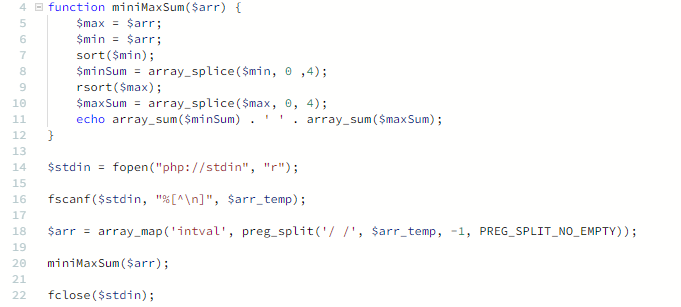 4 function miniMaxSum($arr) {
5     $max = $arr;
6     $min = $arr;
7     sort($min);
8     $minSum = array_splice($min, 0 ,4);
9     rsort($max);
10     $maxSum = array_splice($max, 0, 4);
11     echo array_sum($minSum) . ' ' . array_sum($maxSum);
12 }
13
14 $stdin = fopen("php://stdin", "r");
15
16 fscanf($stdin, "%[^\n]", $arr_temp);
17
18 $arr = array_map('intval', preg_split('/ /', $arr_temp, -1, PREG_SPLIT_NO_EMPTY));
19
20 miniMaxSum($arr);
21
22 fclose($stdin);